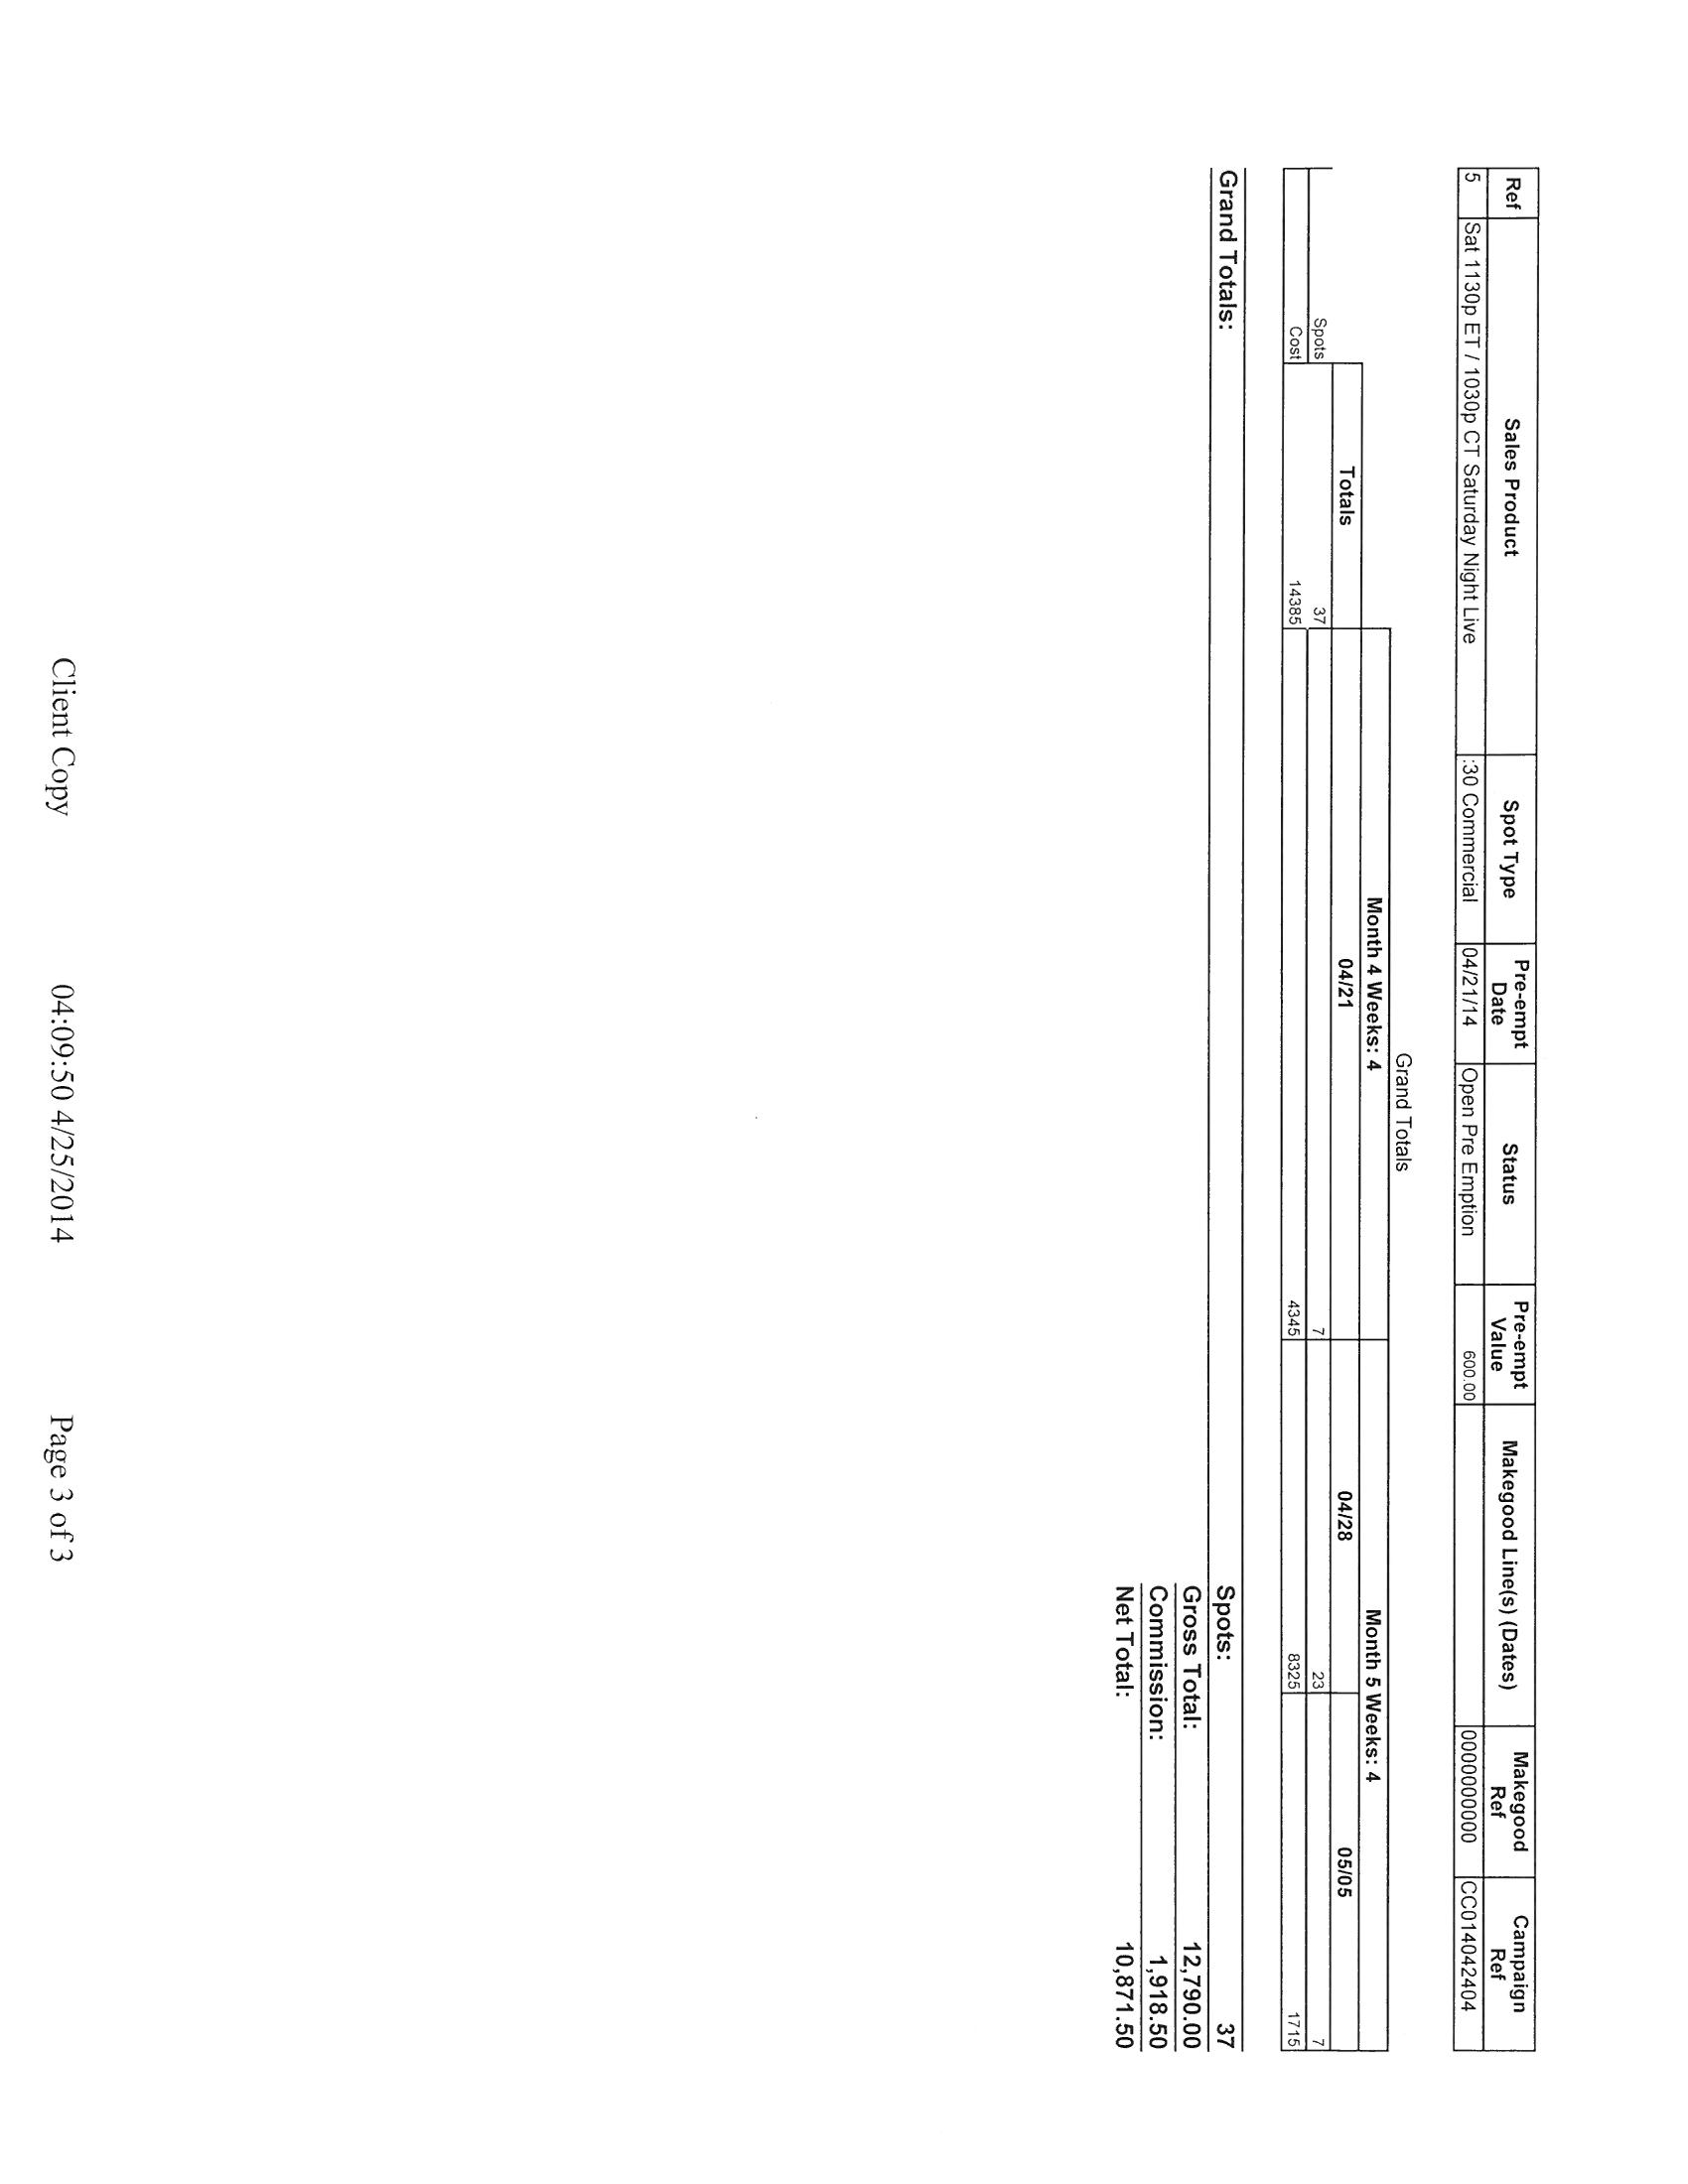 Ref Sales Product Spot Type Pre-empt Date Status Pre-empt Value Makegood Line(s) (Dates) Makegood Ref Campaign Ref
5 Sat 1130p ET / 1030p CT Saturday Night Live :30 Commercial 04/21/14 Open Pre Emption 600.00 0000000000 CC014042404
Grand Totals
Month 4 Weeks: 4 Month 5 Weeks: 4
Totals 04/21 04/28 05/05
Spots 37 7 23 7
Cost 14385 4345 8325 1715
Grand Totals: Spots: 37
Gross Total: 12,790.00
Commission: 1,918.50
Net Total: 10,871.50
Client Copy 04:09:50 4/25/2014 Page 3 of 3